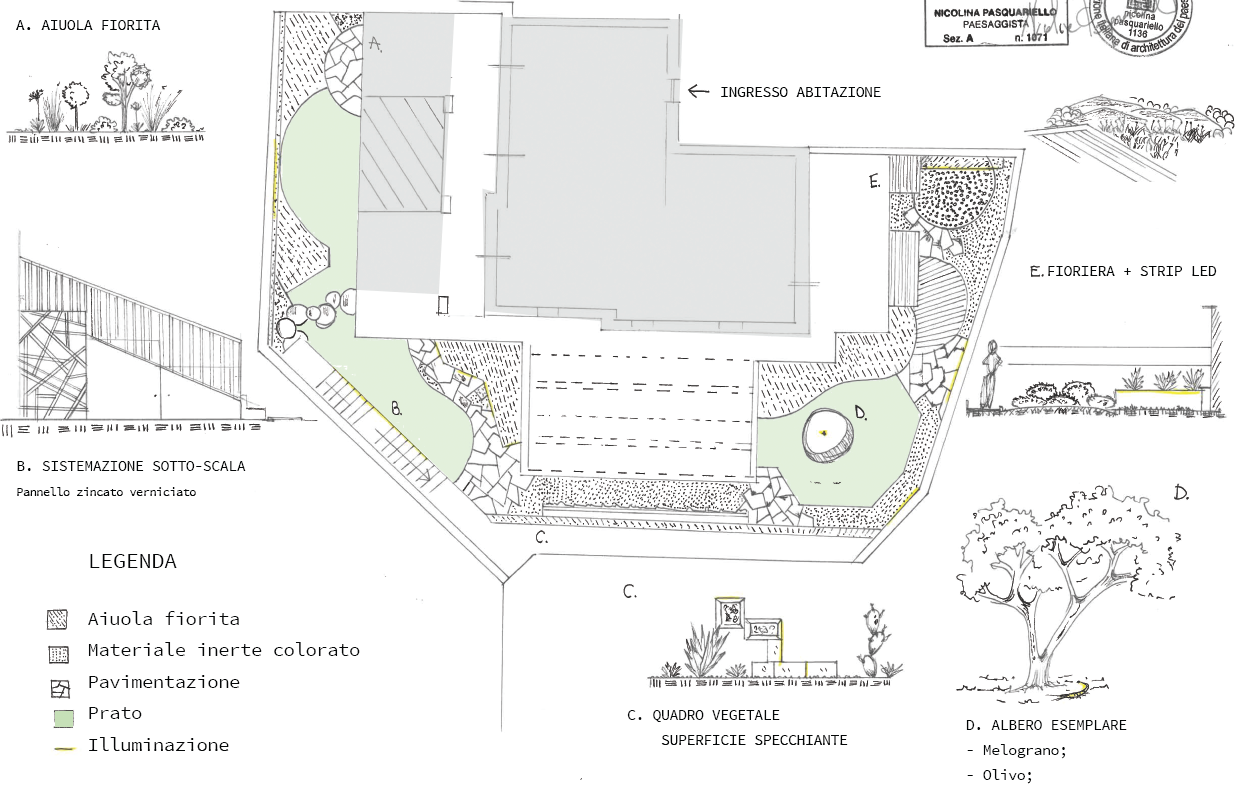 A. AIUOLA FIORITA
NICOLINA PASQUARIELLO
PAESAGGISTA
Sez. A n. 1071
nicolina
pasquariello
1136
italiana di architettura del paes
A.
INGRESSO ABITAZIONE
E.
E.FIORIERA + STRIP LED
B.
D.
B. SISTEMAZIONE SOTTO-SCALA
Pannello zincato verniciato
C.
D.
LEGENDA
Aiuola fiorita
Materiale inerte colorato
Pavimentazione
Prato
Illuminazione
C.
C. QUADRO VEGETALE
SUPERFICIE SPECCHIANTE
D. ALBERO ESEMPLARE
- Melograno;
- Olivo;